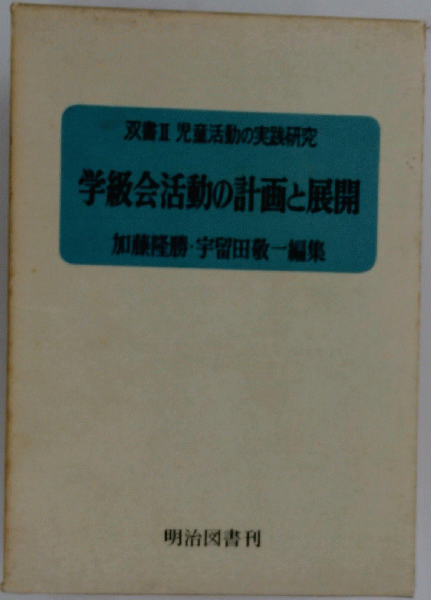 双書Ⅱ 児童活動の実践研究
学級会活動の計画と展開
加藤隆勝・宇留田敬一編集
明治図書刊